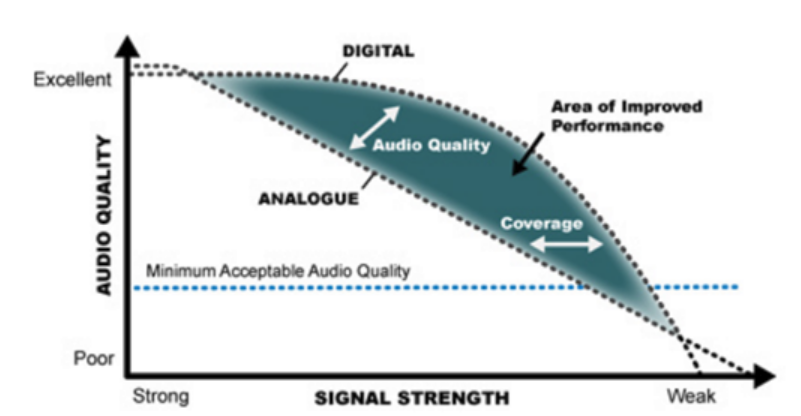 DIGITAL
Excellent
Area of Improved
Performance
Audio Quality
ANALOGUE
AUDIO QUALITY
Coverage
Minimum Acceptable Audio Quality
Poor
Strong
SIGNAL STRENGTH
Weak